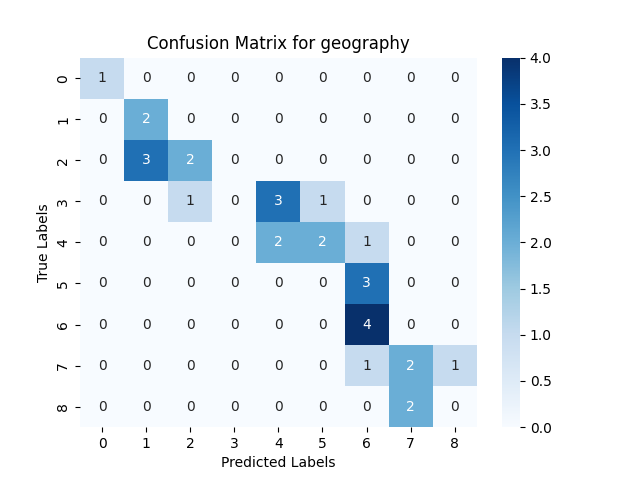 Confusion Matrix for geography
True Labels
0 1 0 0 0 0 0 0 0 0
1 0 2 0 0 0 0 0 0 0
2 0 3 2 0 0 0 0 0 0
3 0 0 1 0 3 1 0 0 0
4 0 0 0 0 2 2 1 0 0
5 0 0 0 0 0 0 3 0 0
6 0 0 0 0 0 0 4 0 0
7 0 0 0 0 0 0 1 2 1
8 0 0 0 0 0 0 0 2 0
0 1 2 3 4 5 6 7 8
Predicted Labels
4.0
3.5
3.0
2.5
2.0
1.5
1.0
0.5
0.0